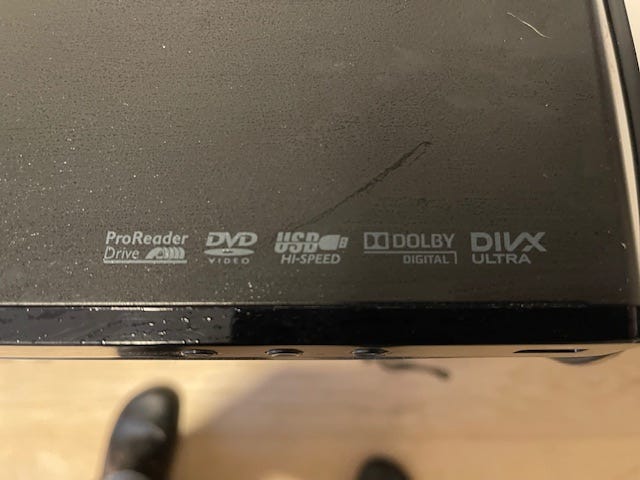 ProReader
Drive
DVD
VIDEO
USB
HI-SPEED
DOLBY
DIGITAL
DIVX
ULTRA